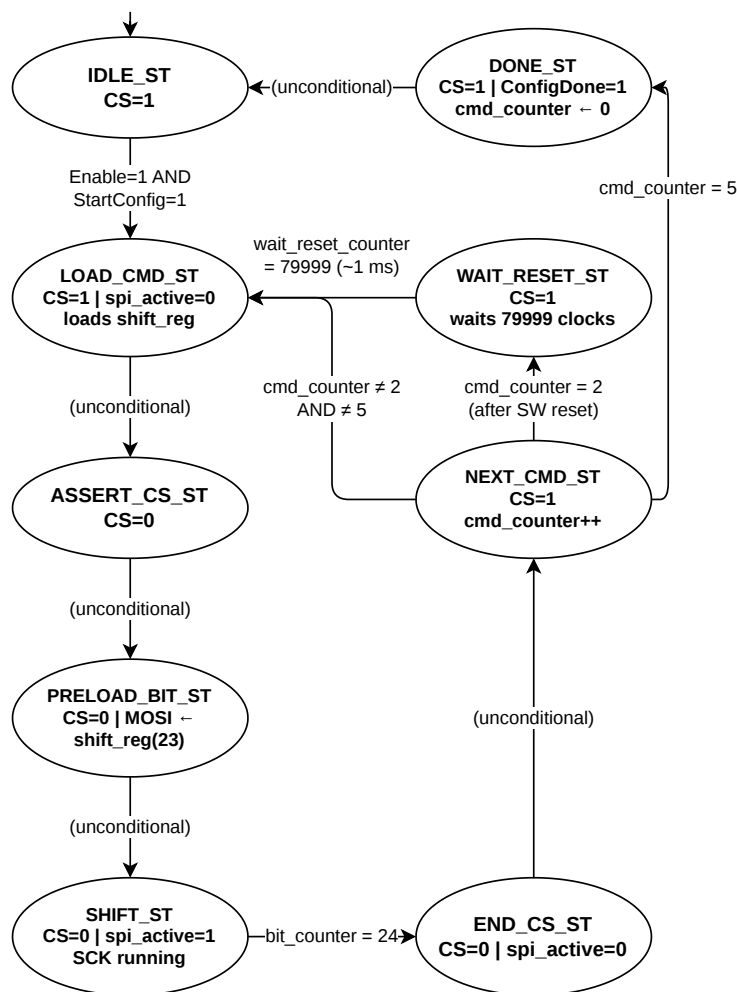 IDLE_ST
CS=1
(unconditional)
DONE_ST
CS=1 | ConfigDone=1
cmd_counter ← 0
Enable=1 AND
StartConfig=1
cmd_counter = 5
wait_reset_counter
= 79999 (~1 ms)
LOAD_CMD_ST
CS=1 | spi_active=0
loads shift_reg
WAIT_RESET_ST
CS=1
waits 79999 clocks
(unconditional)
cmd_counter ≠ 2
AND ≠ 5
cmd_counter = 2
(after SW reset)
ASSERT_CS_ST
CS=0
NEXT_CMD_ST
CS=1
cmd_counter++
(unconditional)
PRELOAD_BIT_ST
CS=0 | MOSI ←
shift_reg(23)
(unconditional)
(unconditional)
SHIFT_ST
CS=0 | spi_active=1
SCK running
bit_counter = 24
END_CS_ST
CS=0 | spi_active=0